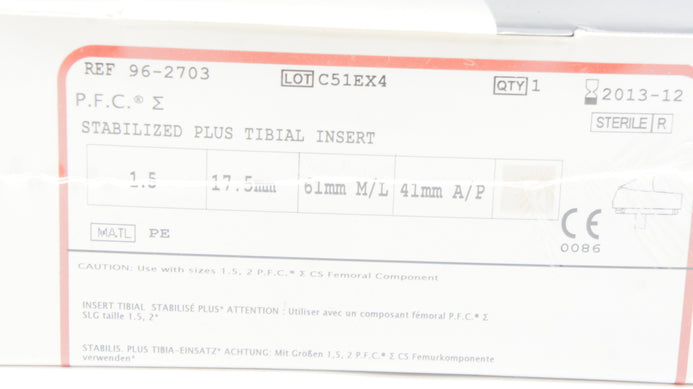 REF 96-2703
LOT C51EX4
QTY 1
2013-12
P.F.C.® Σ
STERILE R
STABILIZED PLUS TIBIAL INSERT
1.5 17.5mm 61mm M/L 41mm A/P
CE
0086
MATL PE
CAUTION: Use with sizes 1.5, 2 P.F.C.® Σ CS Femoral Component
INSERT TIBIAL STABILISÉ PLUS* ATTENTION : Utiliser avec un composant fémoral P.F.C.® Σ
SLG taille 1.5, 2*
STABILIS. PLUS TIBIA-EINSATZ* ACHTUNG: Mit Größen 1.5, 2 P.F.C.® Σ CS Femurkomponente
verwenden*